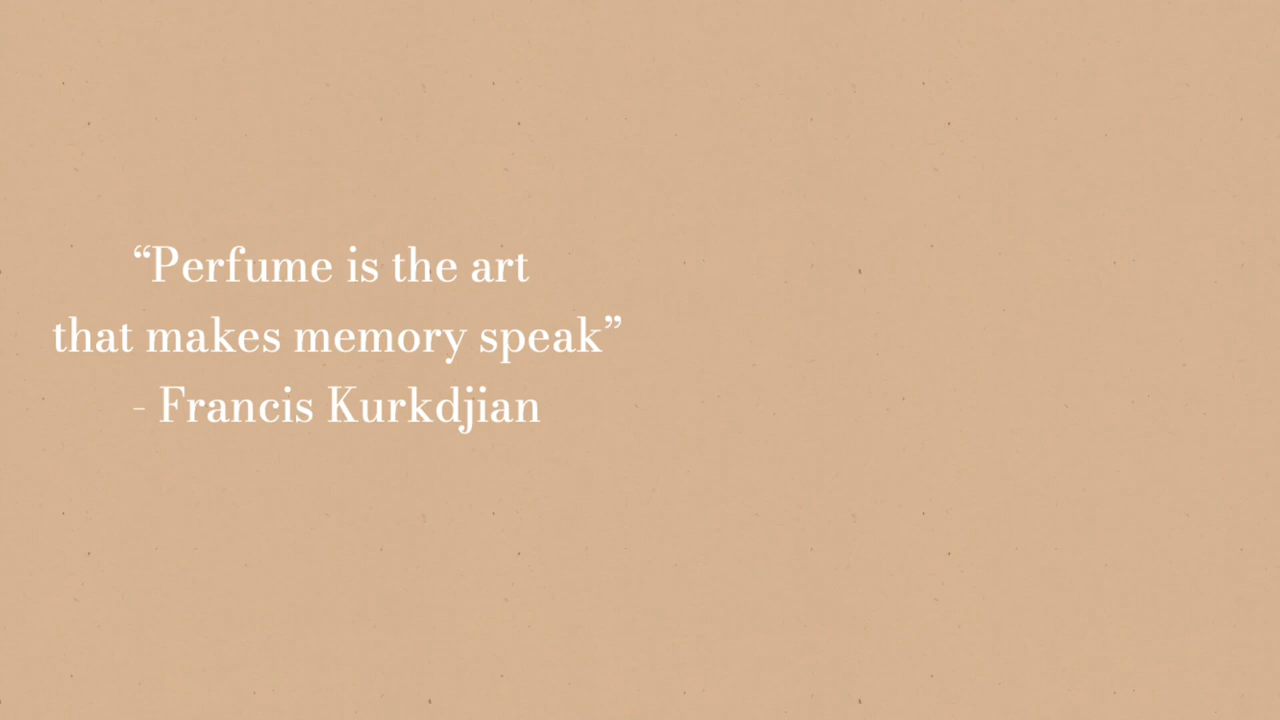 “Perfume is the art
that makes memory speak”
- Francis Kurkdjian